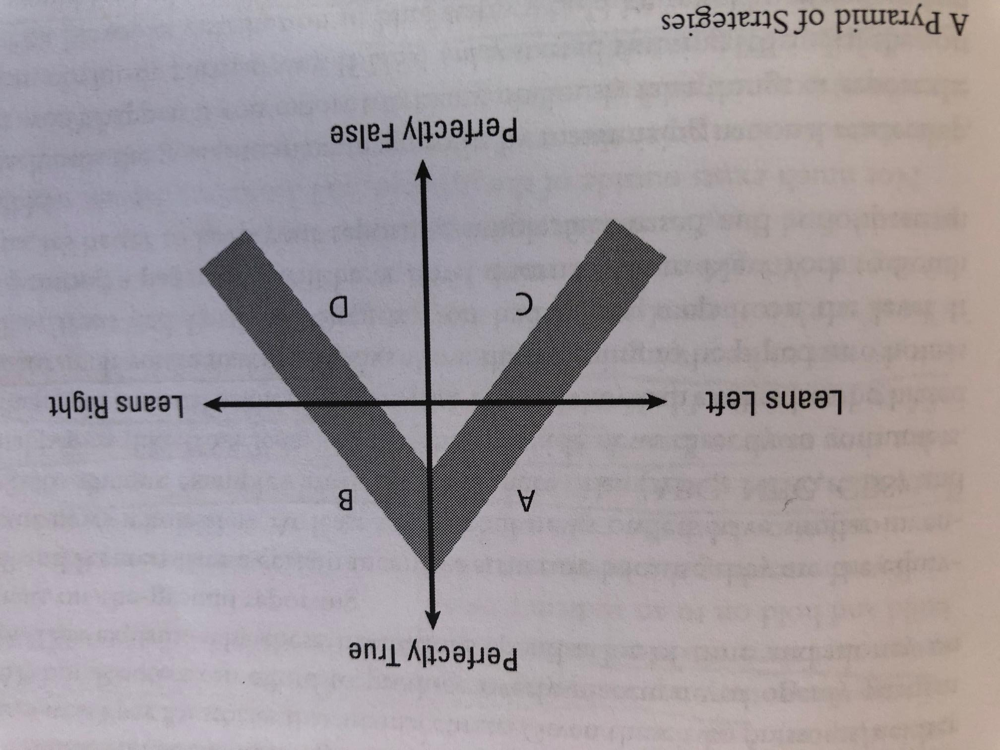 Perfectly True
A B
Leans Left Leans Right
C D
Perfectly False
A Pyramid of Strategies